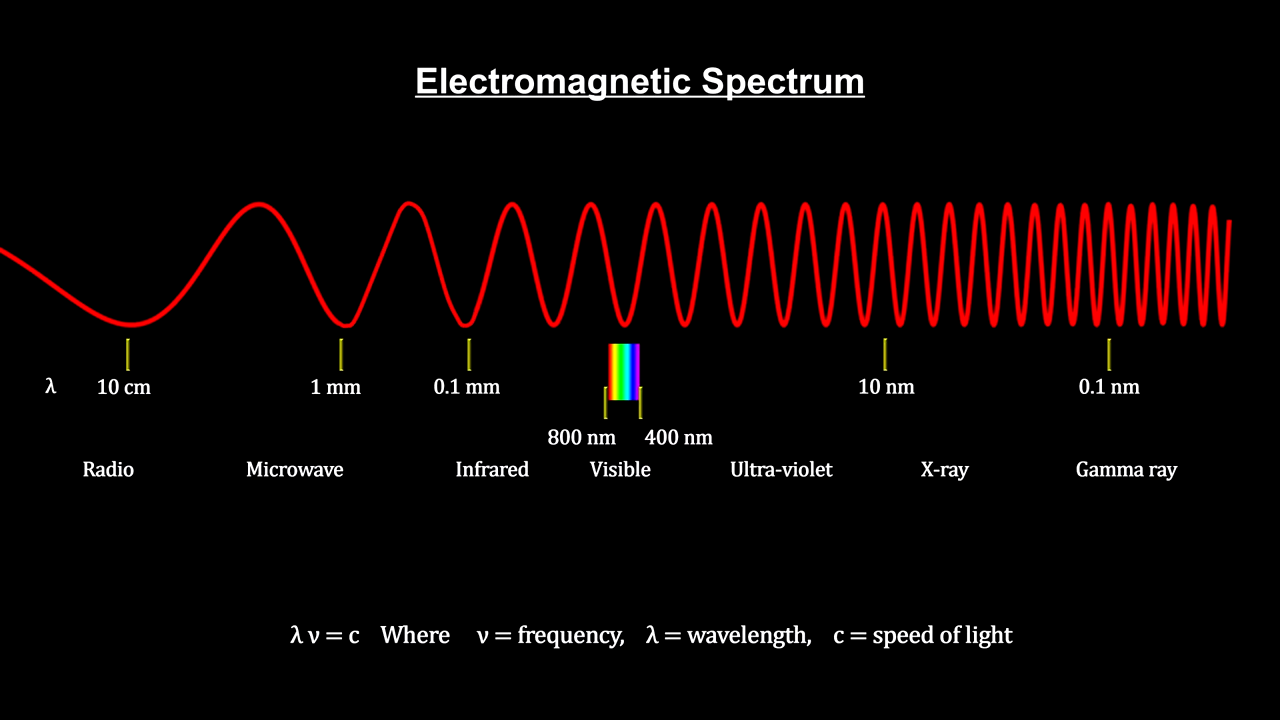 Electromagnetic Spectrum
λ 10 cm 1 mm 0.1 mm 10 nm 0.1 nm
800 nm 400 nm
Radio Microwave Infrared Visible Ultra-violet X-ray Gamma ray
λ ν = c Where ν = frequency, λ = wavelength, c = speed of light